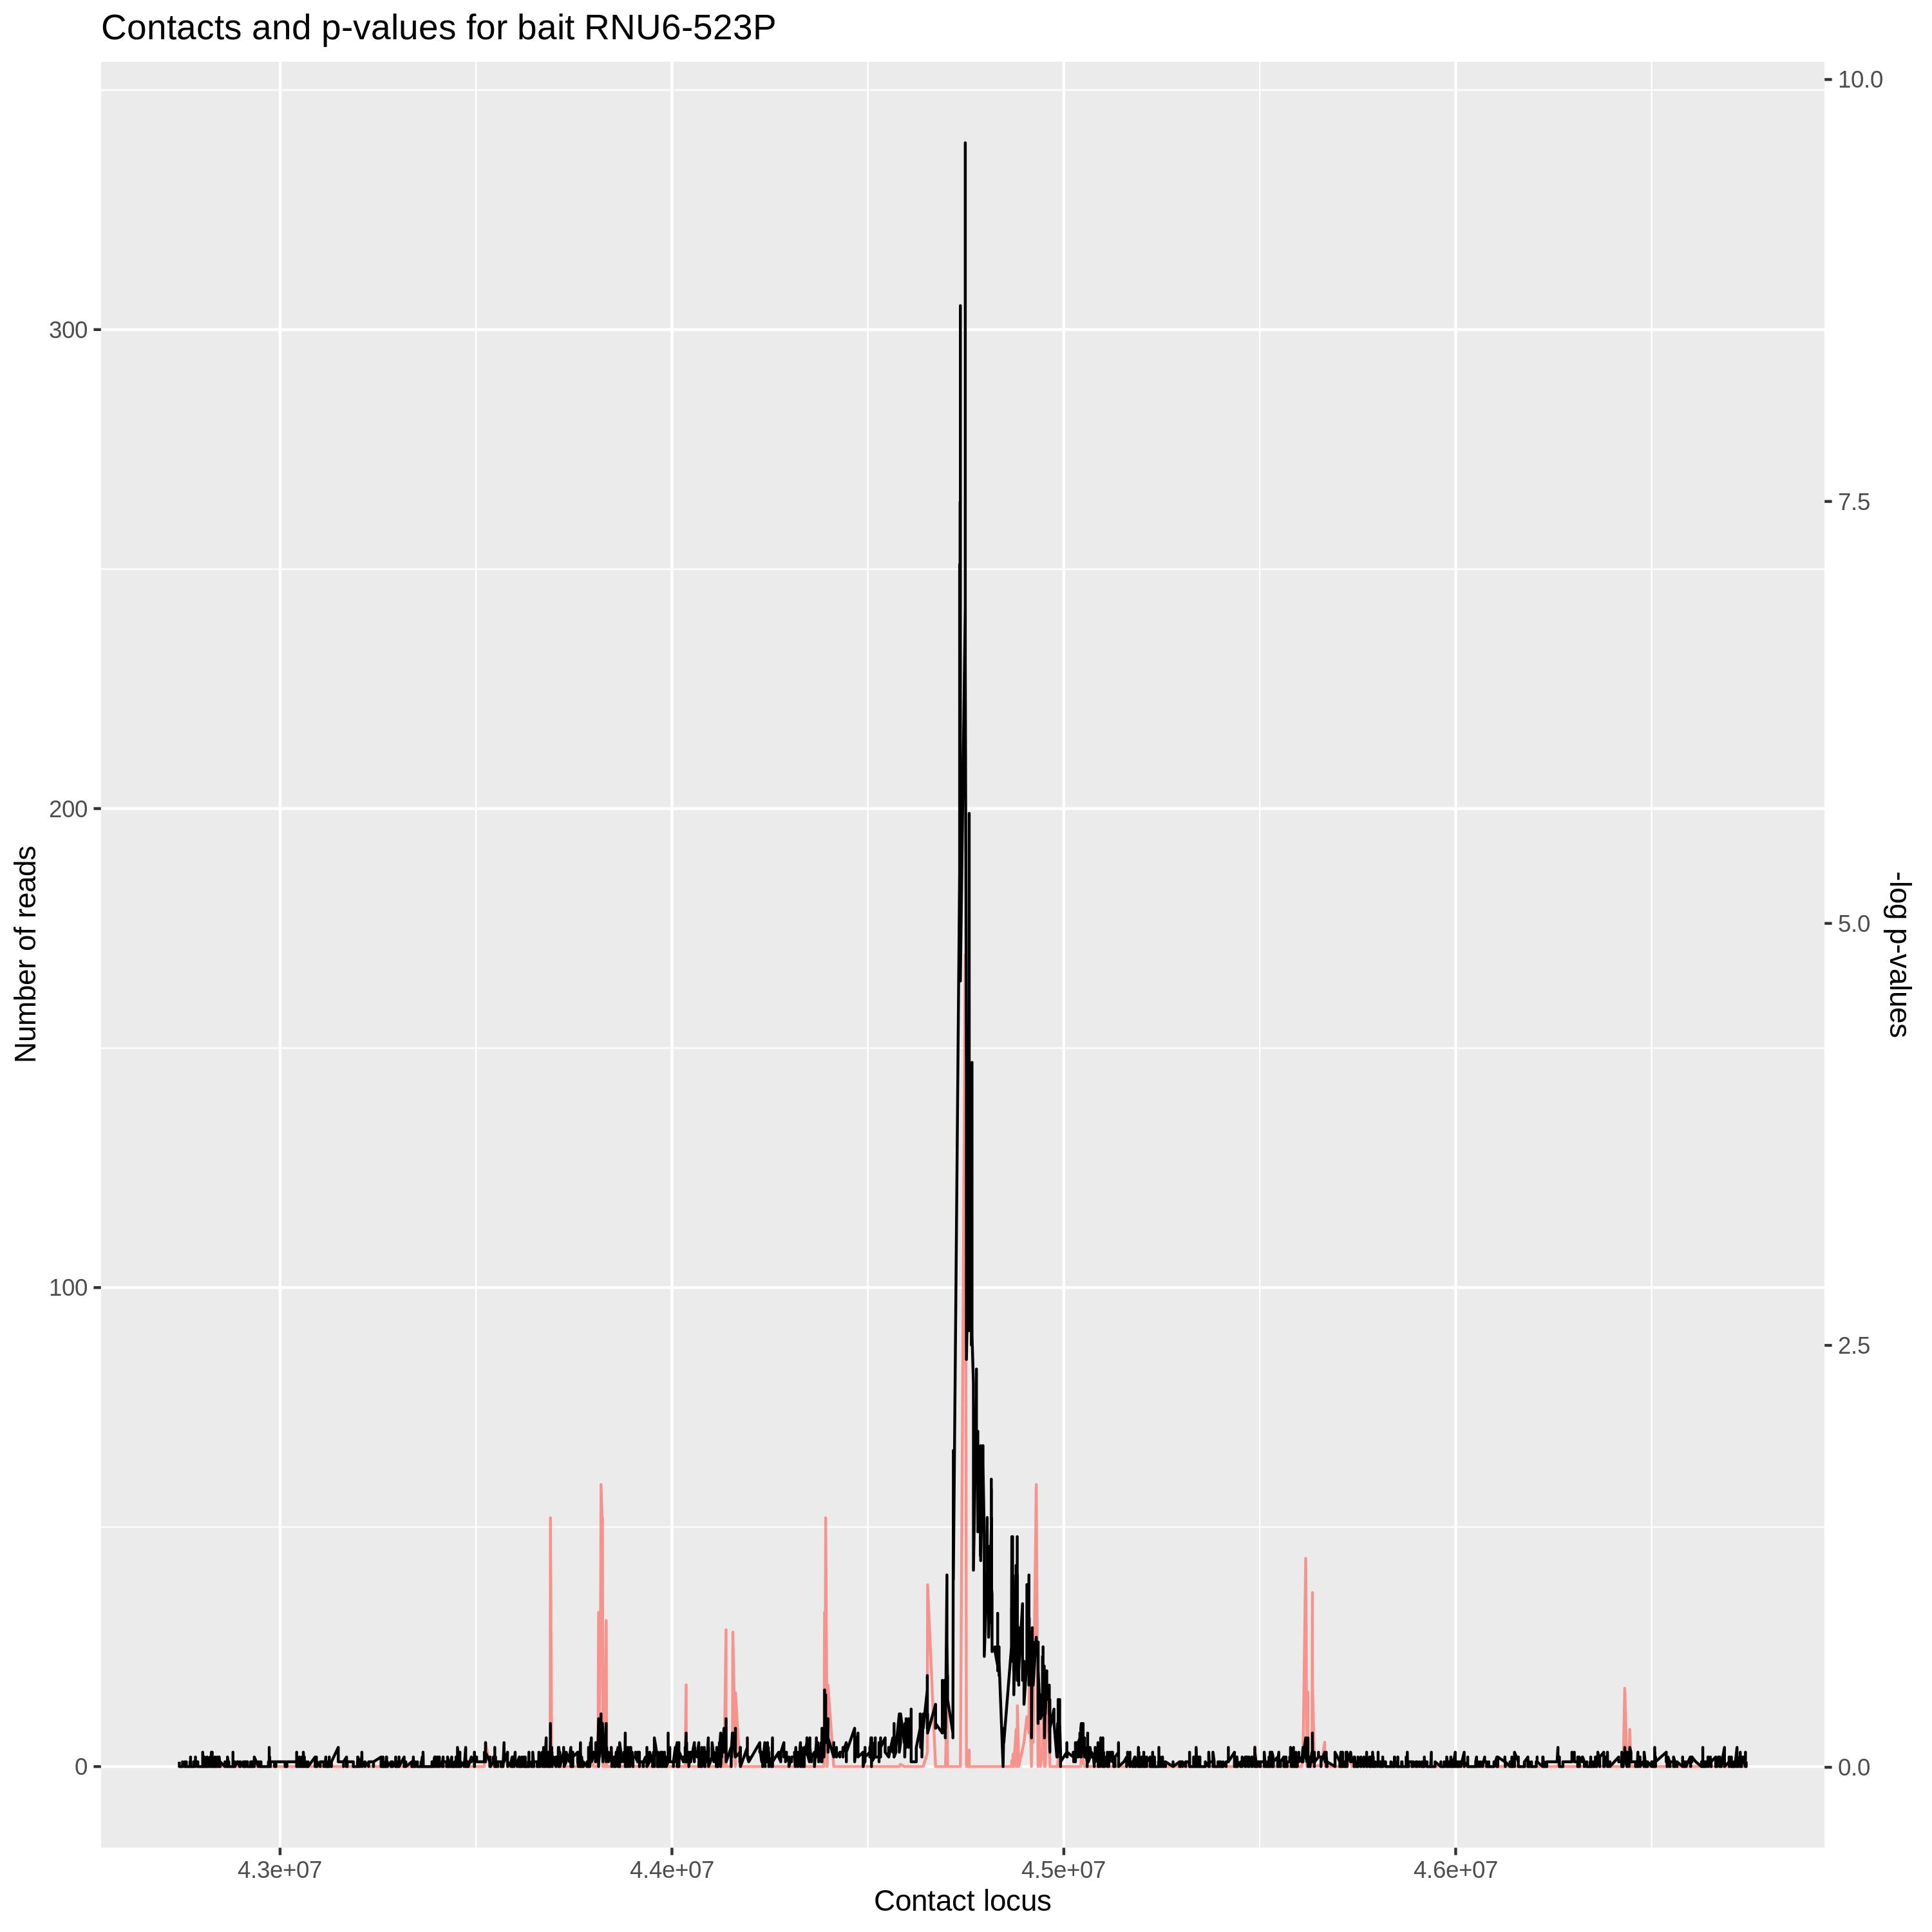 Contacts and p-values for bait RNU6-523P
10.0
300
7.5
200
5.0
Number of reads
-log p-values
100
2.5
0
0.0
4.3e+07 4.4e+07 4.5e+07 4.6e+07
Contact locus